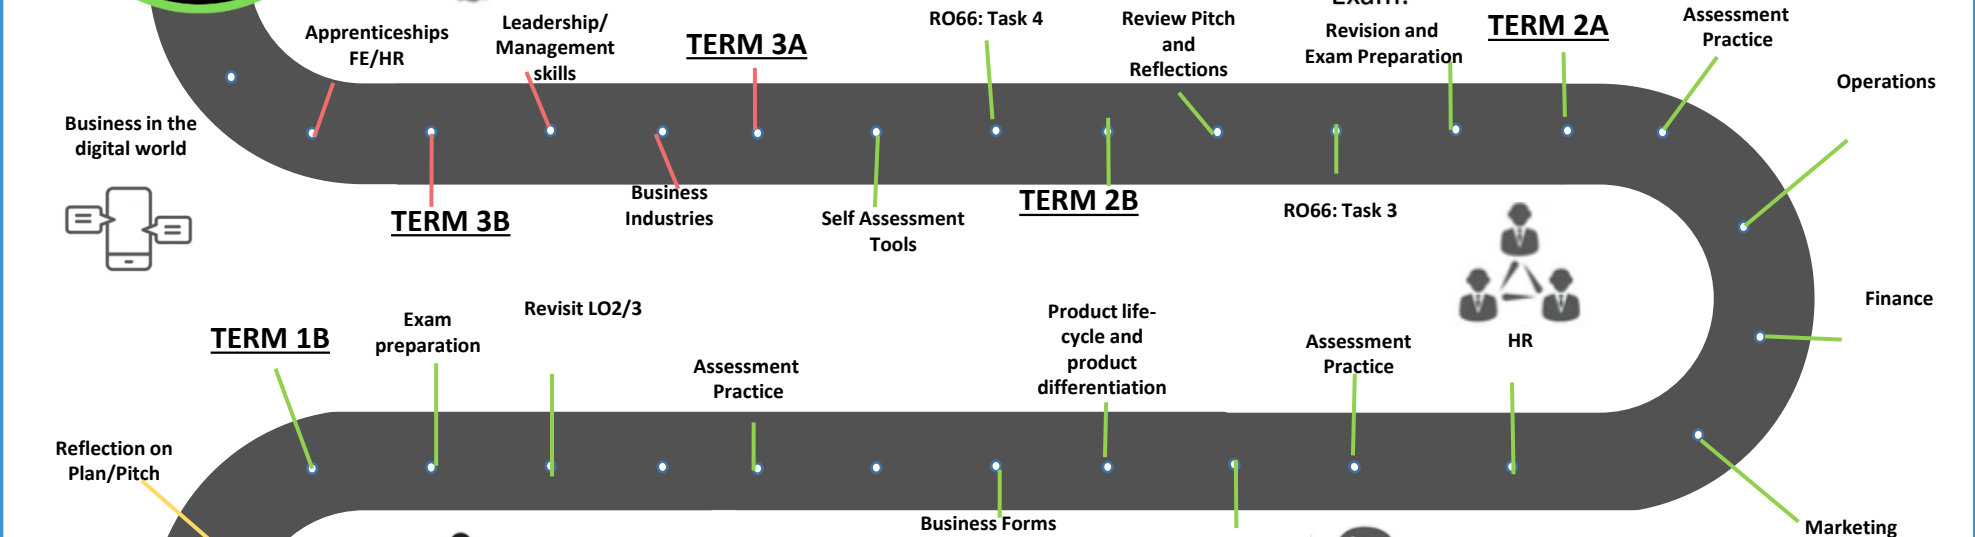 Exam?
Apprenticeships
FE/HR
Leadership/
Management
skills
TERM 3A
RO66: Task 4
Review Pitch
and
Reflections
Revision and
Exam Preparation
TERM 2A
Assessment
Practice
Operations
Business in the
digital world
TERM 3B
Business
Industries
Self Assessment
Tools
TERM 2B
RO66: Task 3
Finance
TERM 1B
Exam
preparation
Revisit LO2/3
Assessment
Practice
Product life-
cycle and
product
differentiation
Assessment
Practice
HR
Reflection on
Plan/Pitch
Business Forms
Marketing